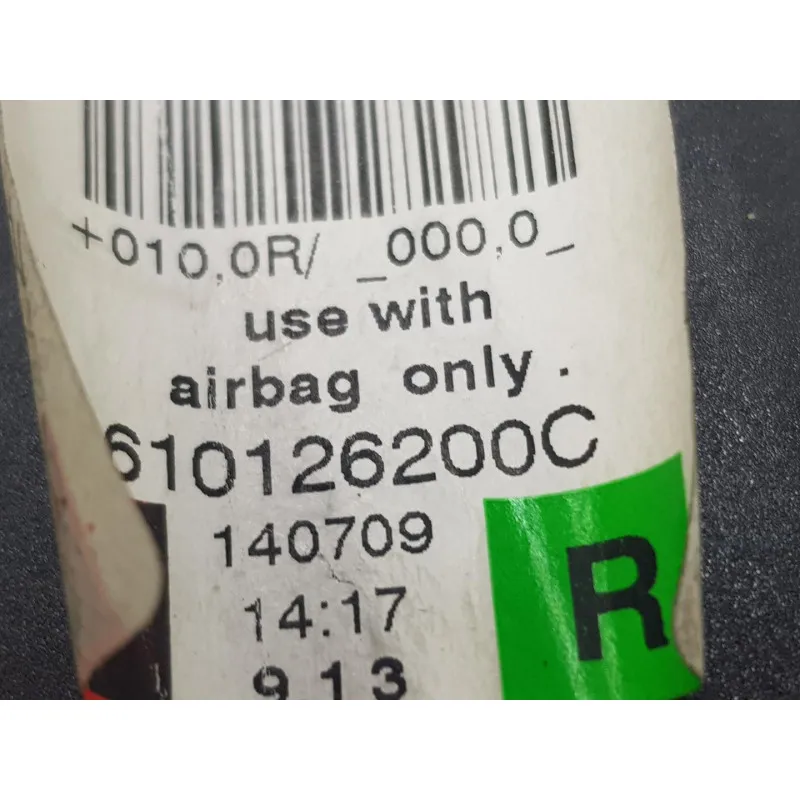 +010,0R/ _000,0_
use with
airbag only.
610126200C
140709
14:17
913
R